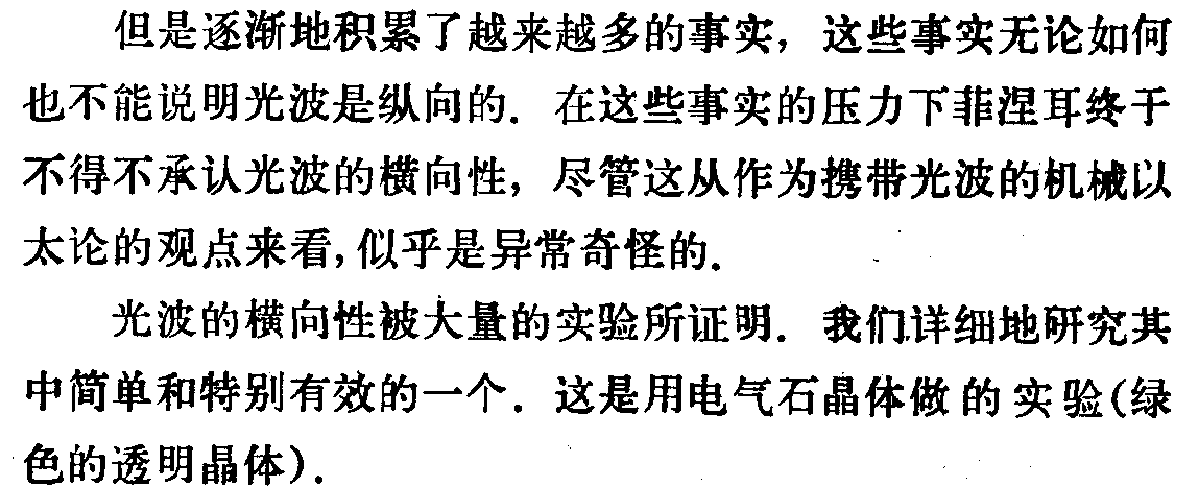 但是逐渐地积累了越来越多的事实，这些事实无论如何
也不能说明光波是纵向的．在这些事实的压力下菲涅耳终于
不得不承认光波的横向性，尽管这从作为携带光波的机械以
太论的观点来看，似乎是异常奇怪的．
光波的横向性被大量的实验所证明．我们详细地研究其
中简单和特别有效的一个．这是用电气石晶体做的实验(绿
色的透明晶体)．